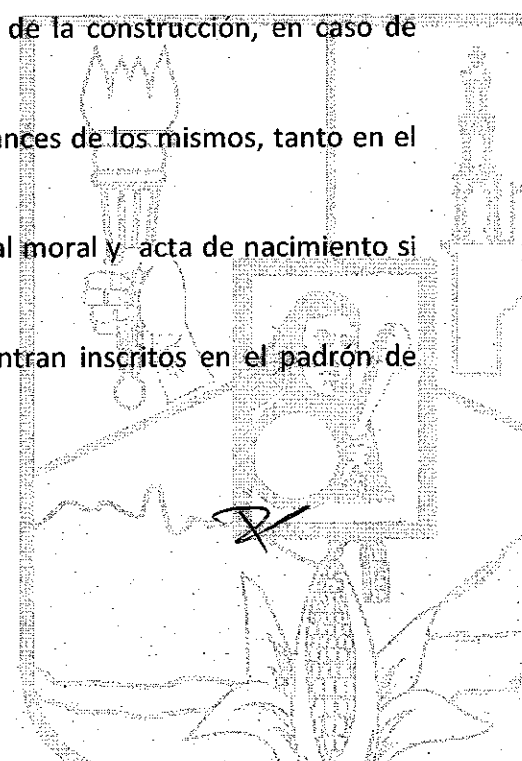 de la construcción, en caso de
ances de los mismos, tanto en el
al moral y acta de nacimiento si
ntran inscritos en el padrón de